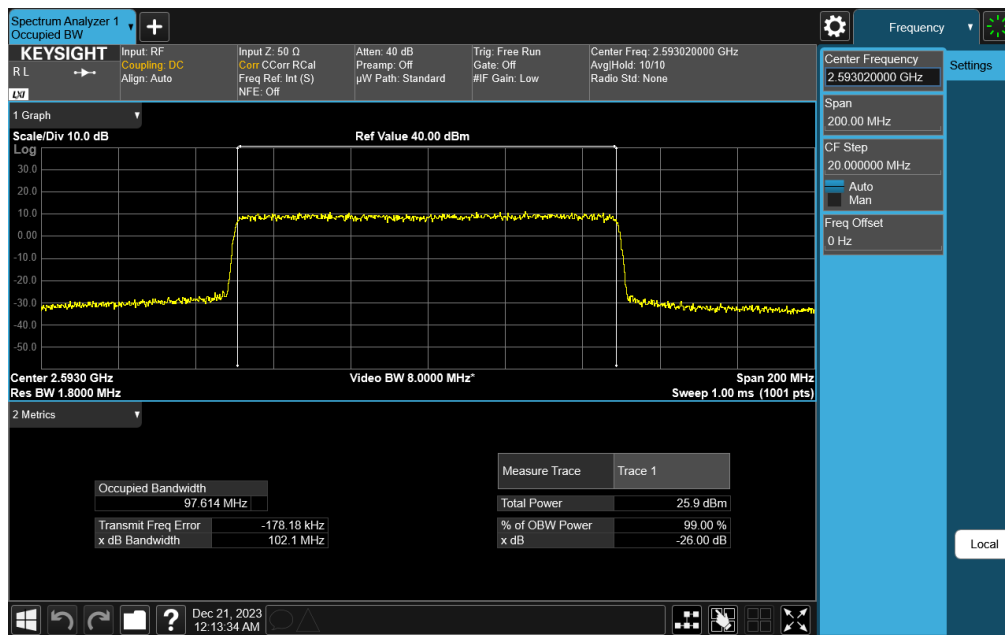 Spectrum Analyzer 1
Occupied BW
Frequency
KEYSIGHT
R L
LXI
Input: RF
Coupling: DC
Align: Auto
Input Z: 50 Ω
Corr CCorr RCal
Freq Ref: Int (S)
NFE: Off
Atten: 40 dB
Preamp: Off
µW Path: Standard
Trig: Free Run
Gate: Off
#IF Gain: Low
Center Freq: 2.593020000 GHz
Avg|Hold: 10/10
Radio Std: None
Center Frequency
2.593020000 GHz
Settings
Span
200.00 MHz
CF Step
20.000000 MHz
Auto
Man
Freq Offset
0 Hz
1 Graph
Scale/Div 10.0 dB
Ref Value 40.00 dBm
Log
30.0
20.0
10.0
0.00
-10.0
-20.0
-30.0
-40.0
-50.0
Center 2.5930 GHz
Video BW 8.0000 MHz*
Span 200 MHz
Res BW 1.8000 MHz
Sweep 1.00 ms (1001 pts)
2 Metrics
Occupied Bandwidth
97.614 MHz
Transmit Freq Error -178.18 kHz
x dB Bandwidth 102.1 MHz
Measure Trace Trace 1
Total Power 25.9 dBm
% of OBW Power 99.00 %
x dB -26.00 dB
Local
?
Dec 21, 2023
12:13:34 AM